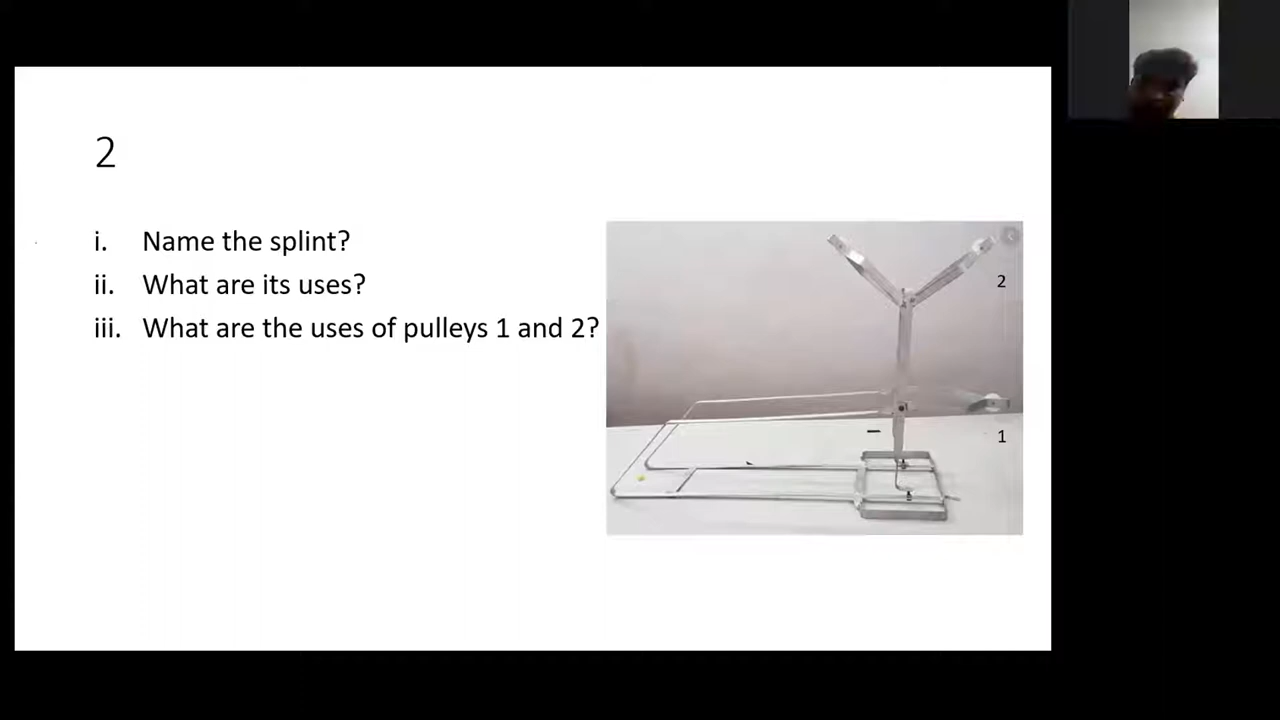 2
i. Name the splint?
ii. What are its uses?
iii. What are the uses of pulleys 1 and 2?
2
1